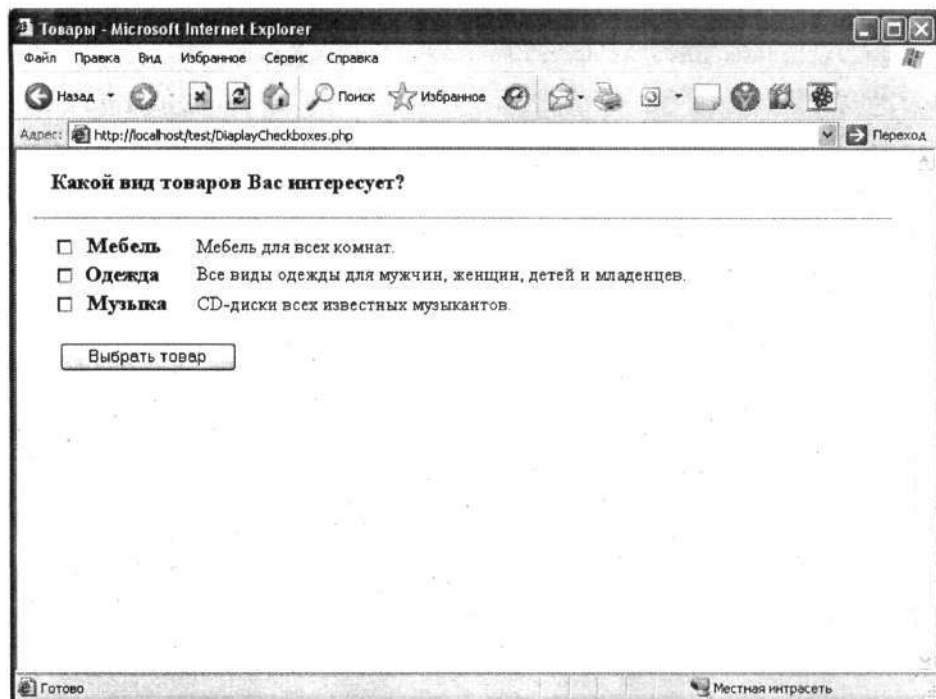 Товары - Microsoft Internet Explorer
Файл Правка Вид Избранное Сервис Справка
Назад Поиск Избранное
Адрес: http://localhost/test/DiaplayCheckboxes.php Переход
Какой вид товаров Вас интересует?
Мебель Мебель для всех комнат.
Одежда Все виды одежды для мужчин, женщин, детей и младенцев.
Музыка CD-диски всех известных музыкантов.
Выбрать товар
Готово Местная интрасеть